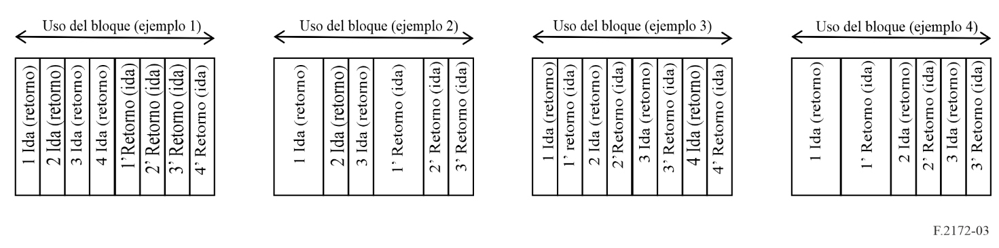 Uso del bloque (ejemplo 1)
1 Ida (retorno)
2 Ida (retorno)
3 Ida (retorno)
4 Ida (retorno)
1’ Retorno (ida)
2’ Retorno (ida)
3’ Retorno (ida)
4’ Retorno (ida)
Uso del bloque (ejemplo 2)
1 Ida (retorno)
2 Ida (retorno)
3 Ida (retorno)
1’ Retorno (ida)
2’ Retorno (ida)
3’ Retorno (ida)
Uso del bloque (ejemplo 3)
1 Ida (retorno)
1’ retorno (ida)
2 Ida (retorno)
2’ Retorno (ida)
3 Ida (retorno)
3’ Retorno (ida)
4 Ida (retorno)
4’ Retorno (ida)
Uso del bloque (ejemplo 4)
1 Ida (retorno)
1’ Retorno (ida)
2 Ida (retorno)
2’ Retorno (ida)
3 Ida (retorno)
3’ Retorno (ida)
F.2172-03